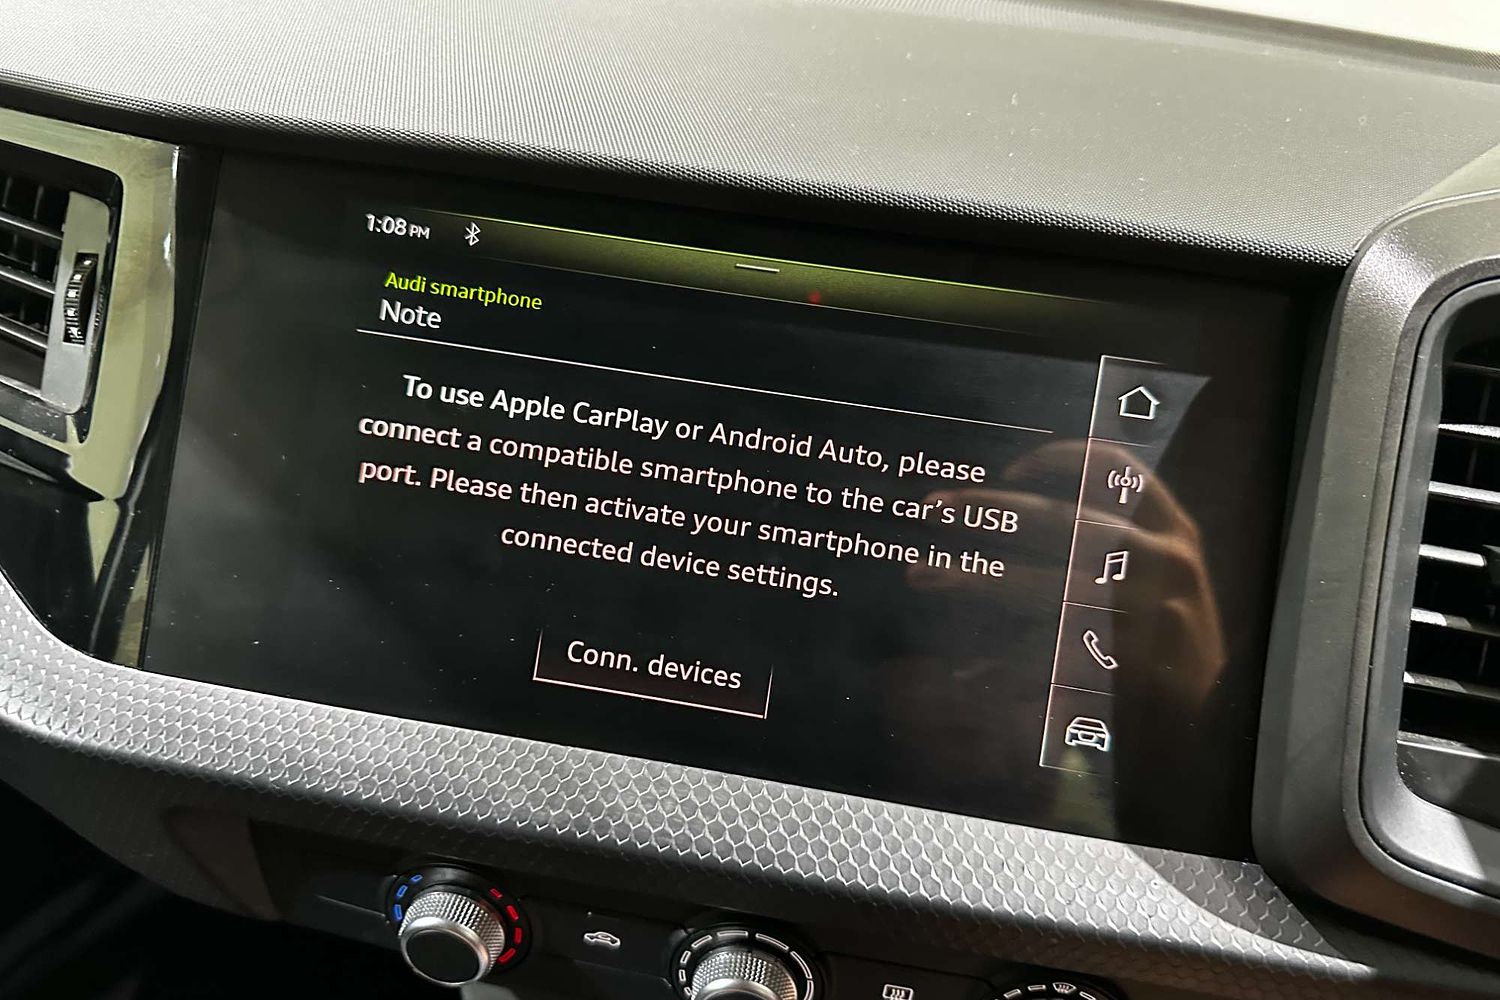 1:08 PM
Audi smartphone
Note
To use Apple CarPlay or Android Auto, please
connect a compatible smartphone to the car's USB
port. Please then activate your smartphone in the
connected device settings.
Conn. devices